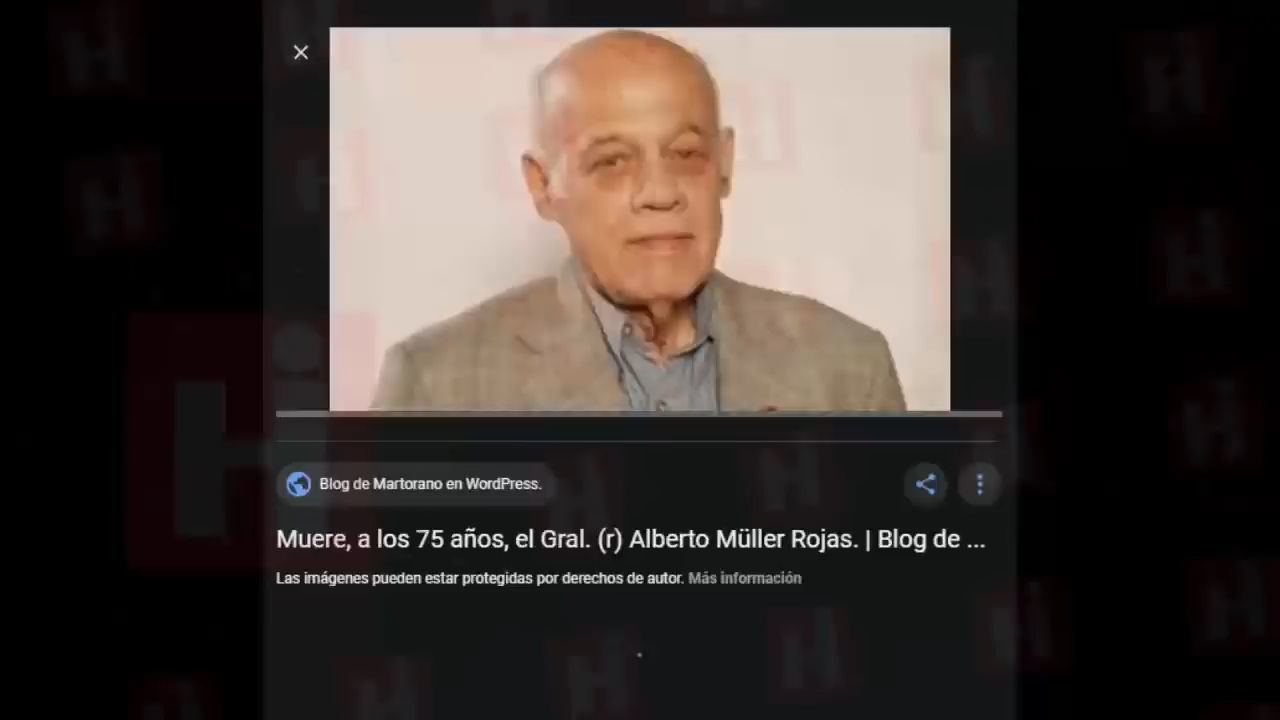 Blog de Martorano en WordPress.
Muere, a los 75 años, el Gral. (r) Alberto Müller Rojas. | Blog de ...
Las imágenes pueden estar protegidas por derechos de autor. Más información